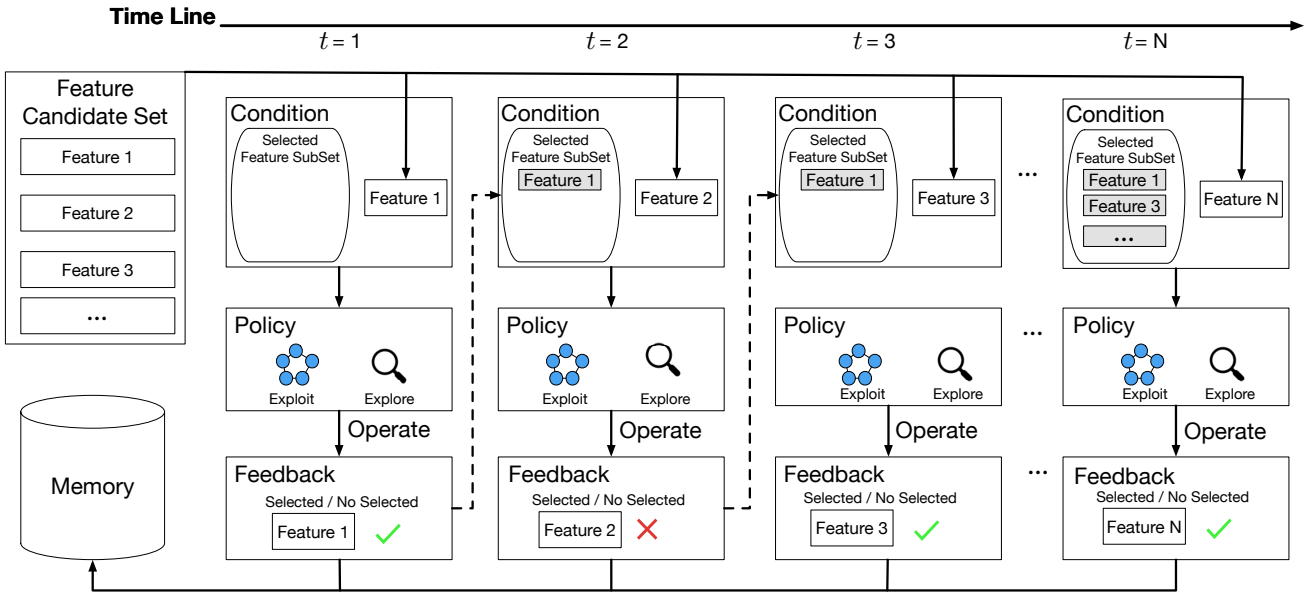 Time Line
t = 1
t = 2
t = 3
t = N
Feature
Candidate Set
Feature 1
Feature 2
Feature 3
...
Memory
Condition
Selected
Feature SubSet
Feature 1
Policy
Exploit
Explore
Operate
Feedback
Selected / No Selected
Feature 1
Condition
Selected
Feature SubSet
Feature 1
Feature 2
Policy
Exploit
Explore
Operate
Feedback
Selected / No Selected
Feature 2
Condition
Selected
Feature SubSet
Feature 1
Feature 3
Policy
Exploit
Explore
Operate
Feedback
Selected / No Selected
Feature 3
...
...
...
Condition
Selected
Feature SubSet
Feature 1
Feature 3
...
Feature N
Policy
Exploit
Explore
Operate
Feedback
Selected / No Selected
Feature N